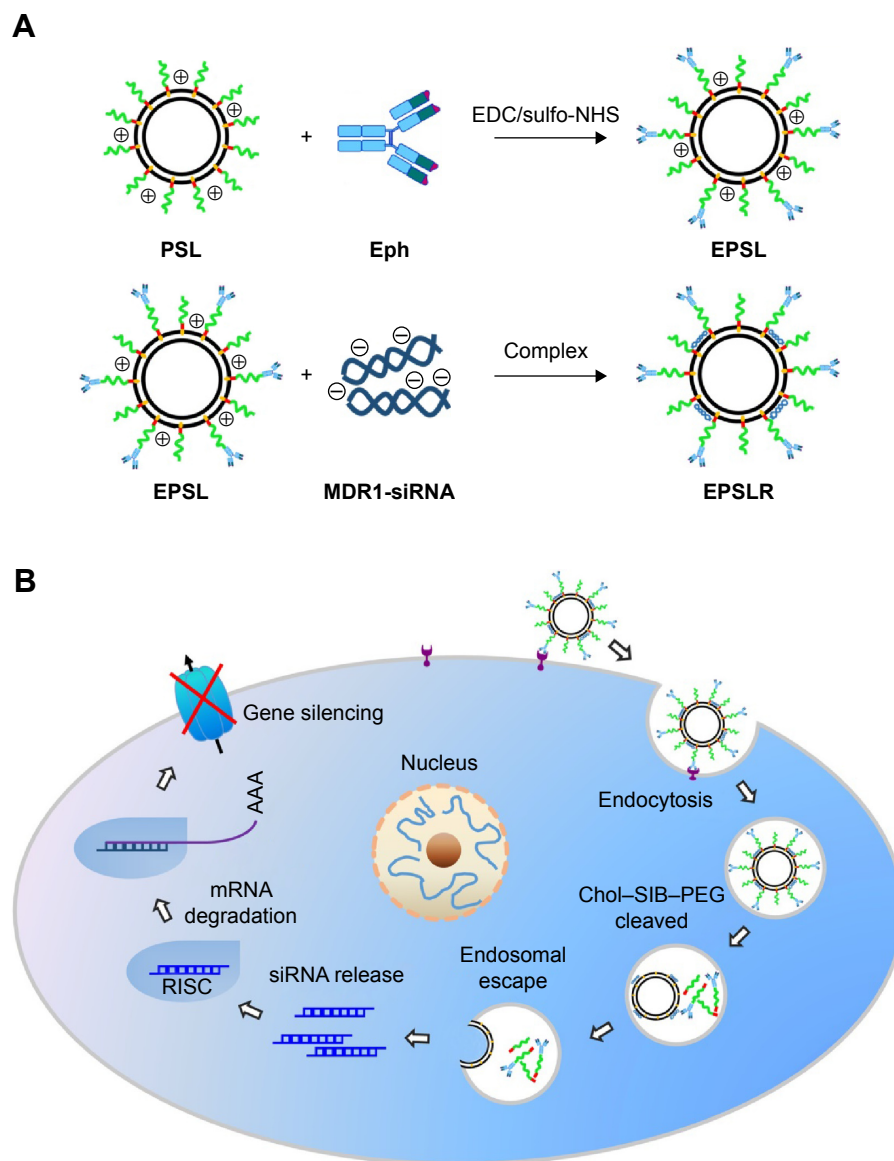 A
+
EDC/sulfo-NHS
PSL
Eph
EPSL
+
Complex
EPSL
MDR1-siRNA
EPSLR
B
Gene silencing
AAA
Nucleus
Endocytosis
mRNA
degradation
Chol–SIB–PEG
cleaved
Endosomal
escape
siRNA release
RISC